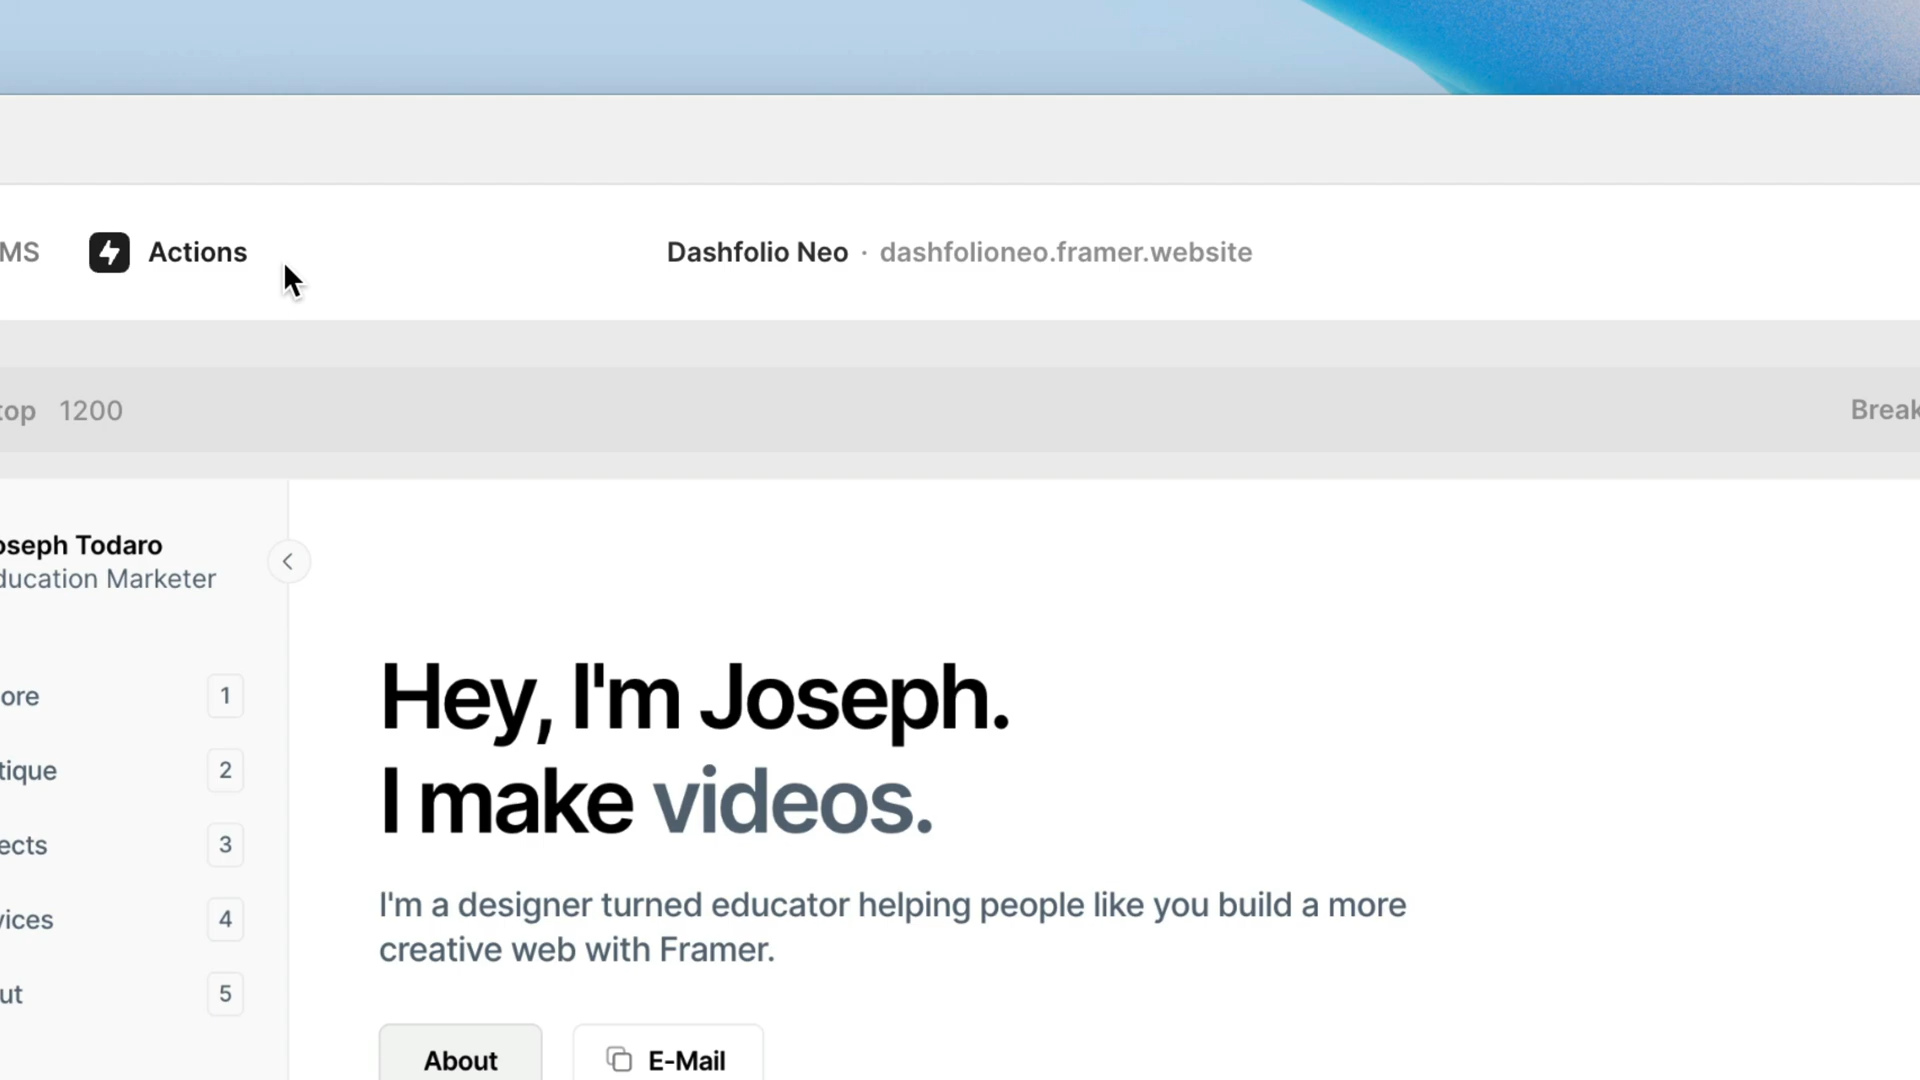 MS Actions Dashfolio Neo · dashfolioneo.framer.website
top 1200 Break
oseph Todaro
ducation Marketer
ore 1
tique 2
ects 3
vices 4
ut 5
Hey, I'm Joseph.
I make videos.
I'm a designer turned educator helping people like you build a more
creative web with Framer.
About E-Mail